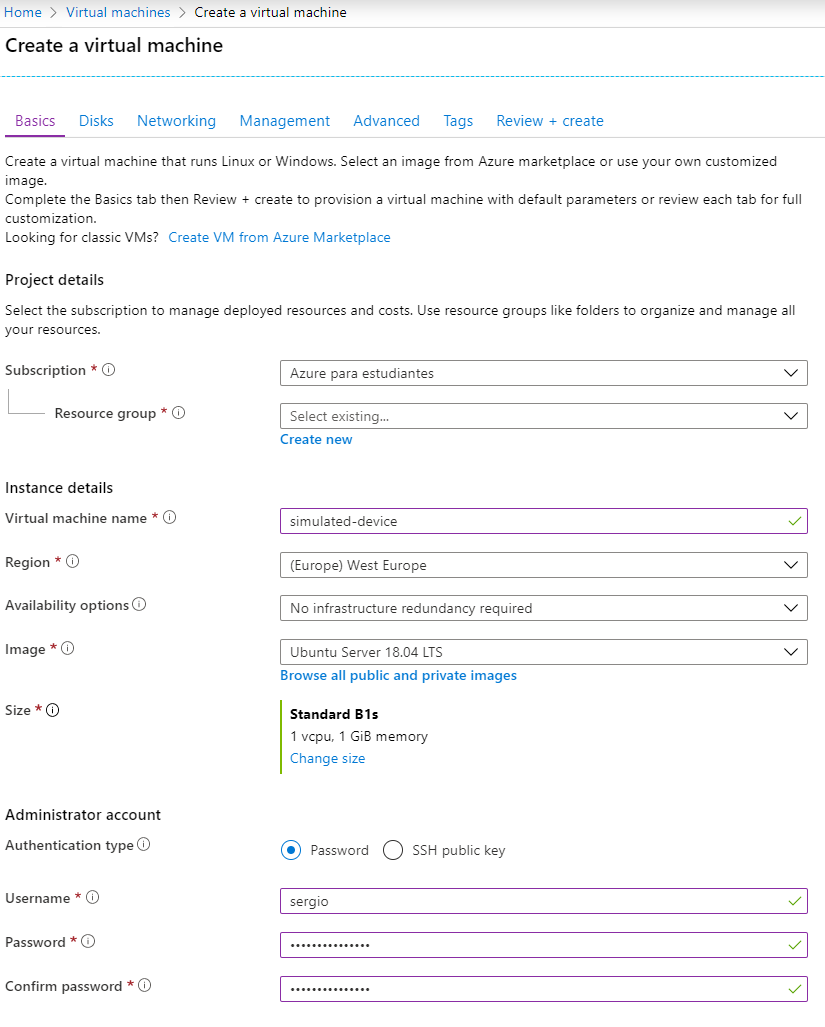 Home > Virtual machines > Create a virtual machine
Create a virtual machine
Basics Disks Networking Management Advanced Tags Review + create
Create a virtual machine that runs Linux or Windows. Select an image from Azure marketplace or use your own customized
image.
Complete the Basics tab then Review + create to provision a virtual machine with default parameters or review each tab for full
customization.
Looking for classic VMs? Create VM from Azure Marketplace
Project details
Select the subscription to manage deployed resources and costs. Use resource groups like folders to organize and manage all
your resources.
Subscription *
Azure para estudiantes
Resource group *
Select existing...
Create new
Instance details
Virtual machine name *
simulated-device
Region *
(Europe) West Europe
Availability options
No infrastructure redundancy required
Image *
Ubuntu Server 18.04 LTS
Browse all public and private images
Size *
Standard B1s
1 vcpu, 1 GiB memory
Change size
Administrator account
Authentication type
Password SSH public key
Username *
sergio
Password *
•••••••••••••••
Confirm password *
•••••••••••••••